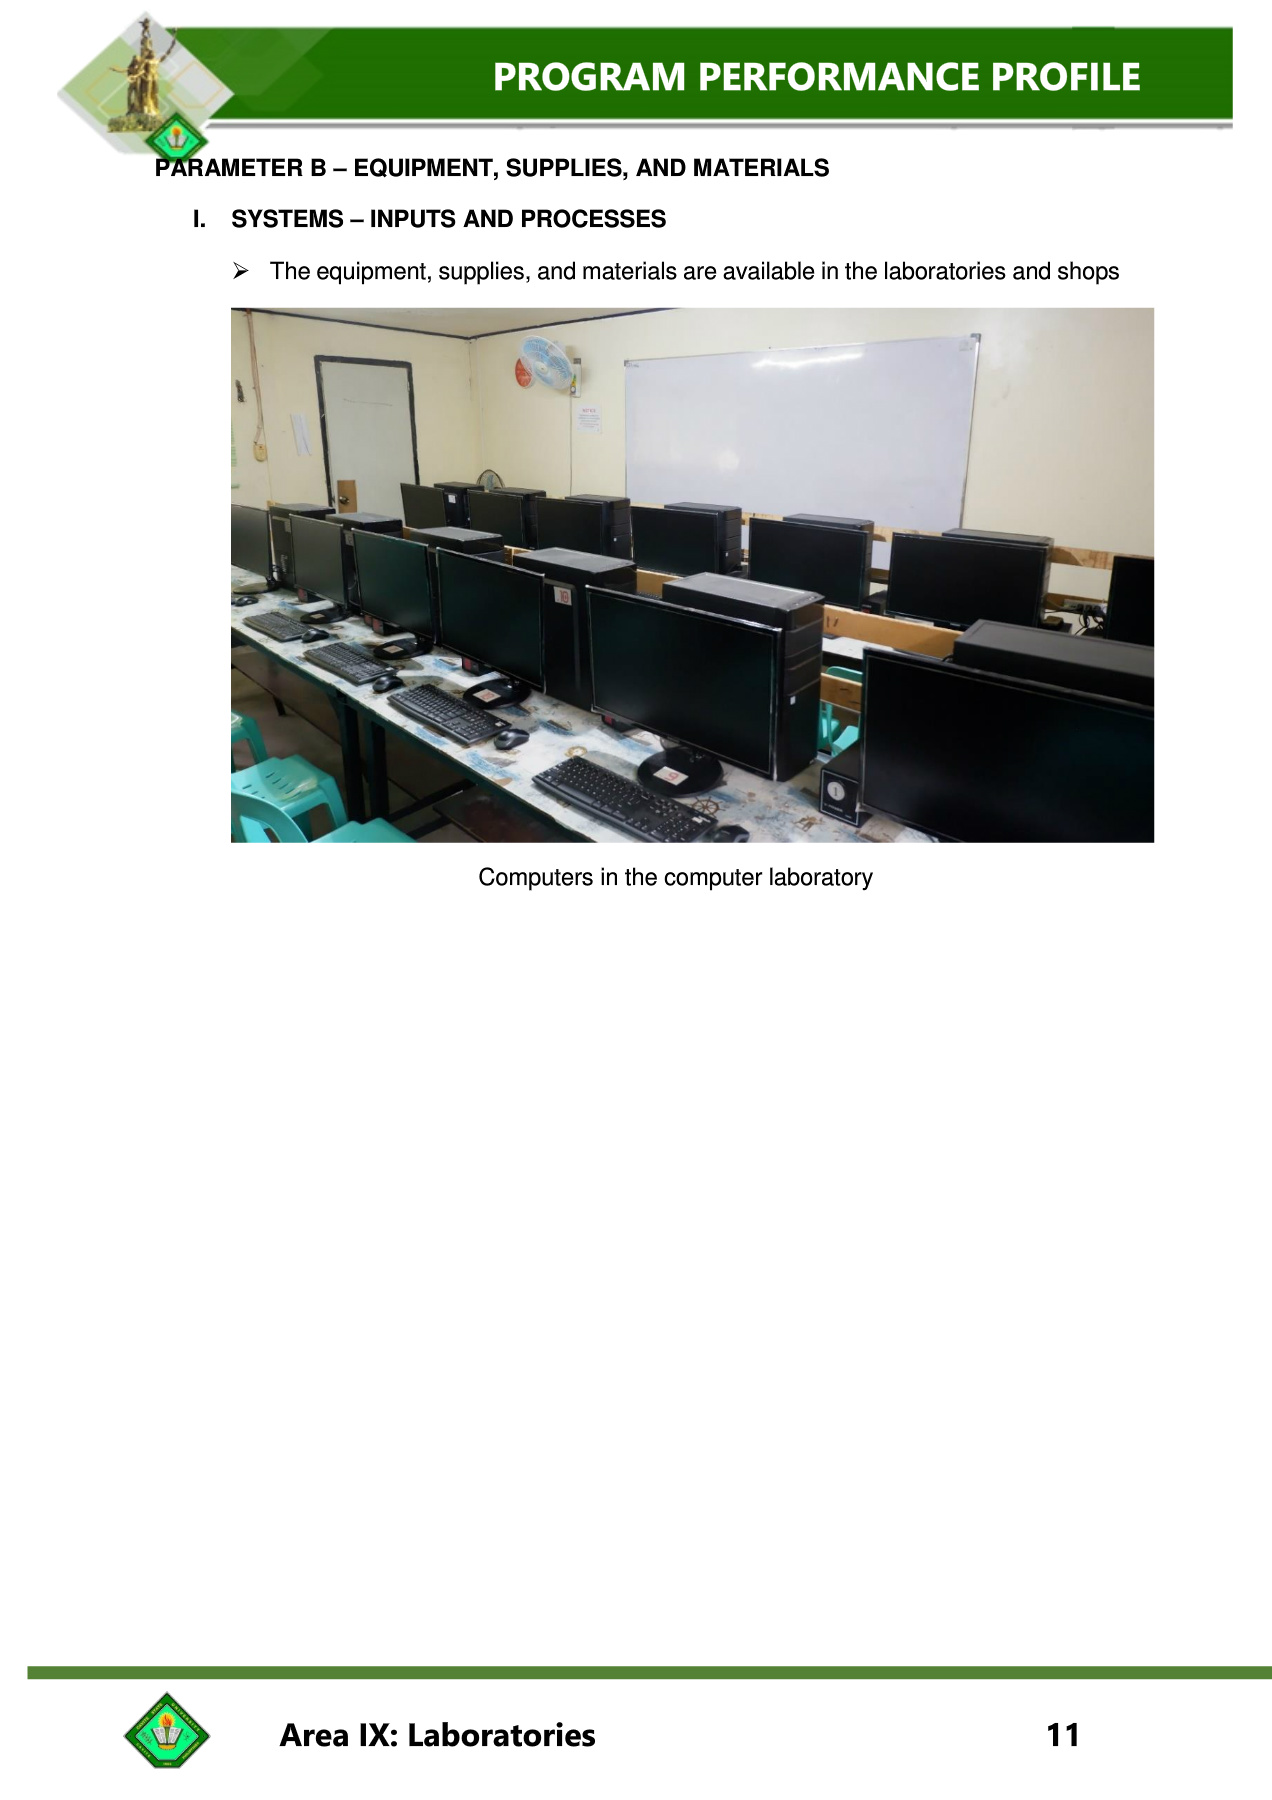 PROGRAM PERFORMANCE PROFILE
PARAMETER B – EQUIPMENT, SUPPLIES, AND MATERIALS
I. SYSTEMS – INPUTS AND PROCESSES
➢ The equipment, supplies, and materials are available in the laboratories and shops
Computers in the computer laboratory
Area IX: Laboratories 11